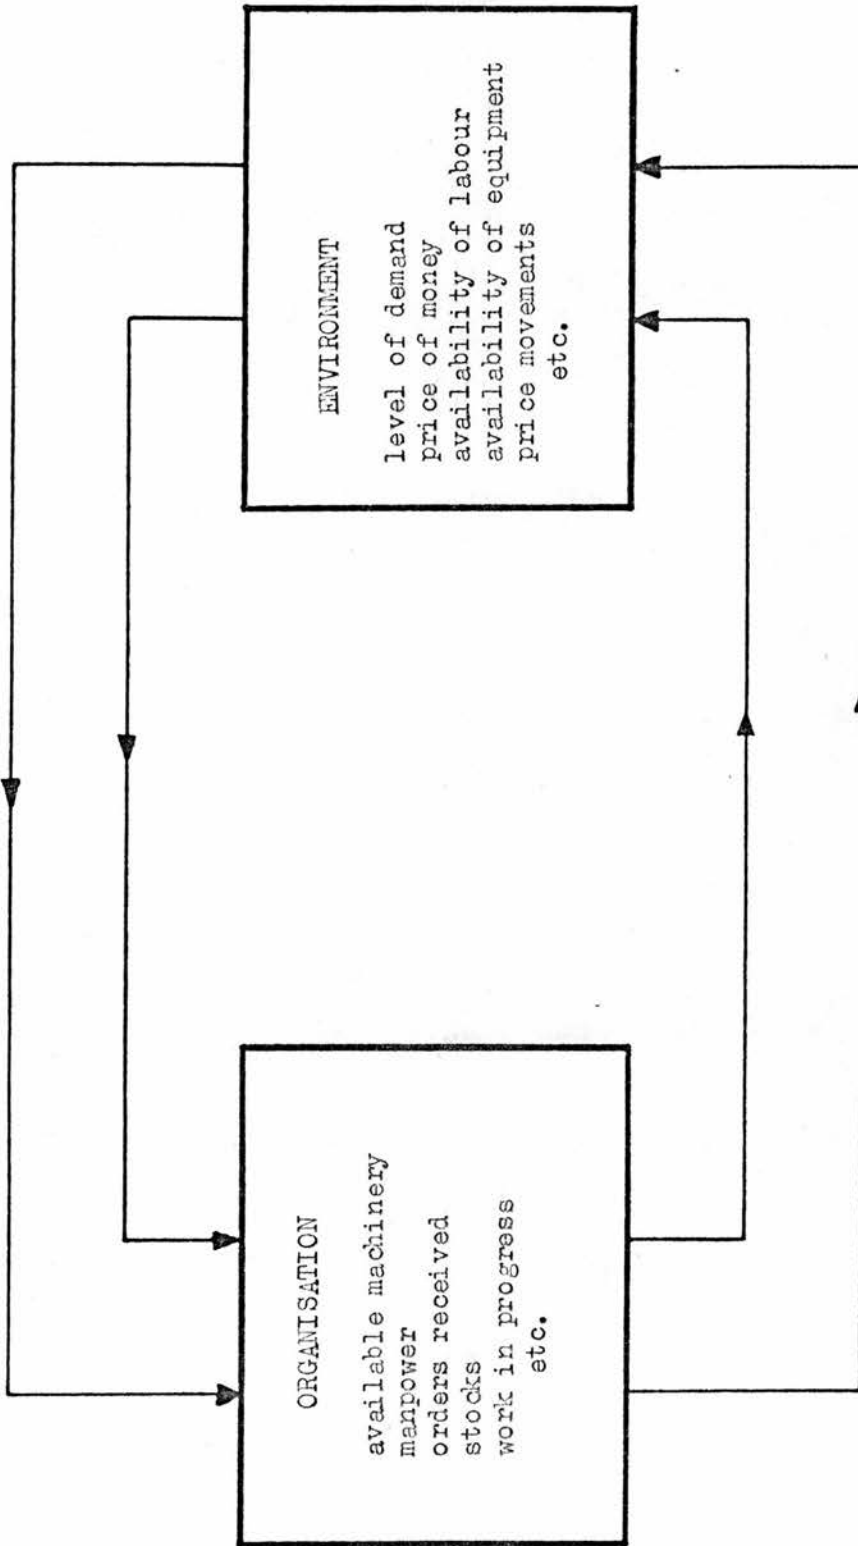 ORGANISATION
available machinery
manpower
orders received
stocks
work in progress
etc.
ENVIRONMENT
level of demand
price of money
availability of labour
availability of equipment
price movements
etc.